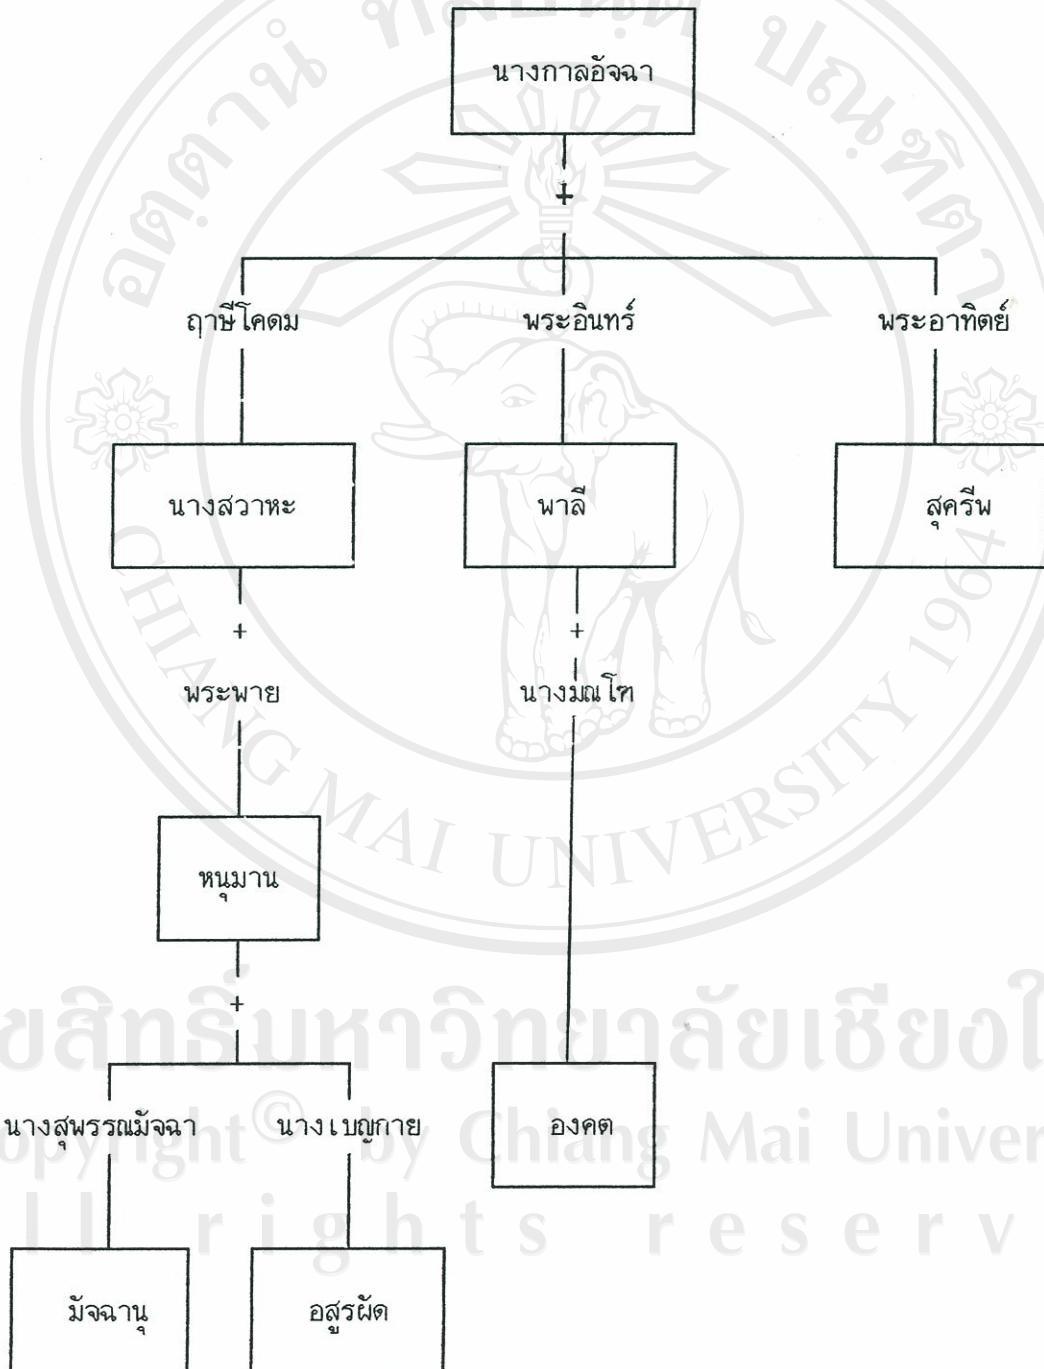 นางกาลอัจฉา
+
ฤาษีโคดม พระอินทร์ พระอาทิตย์
นางสวาหะ พาลี สุครีพ
+ +
พระพาย นางมณโฑ
หนุมาน
+
นางสุพรรณมัจฉา นางเบญกาย องคต
มัจฉานุ อสูรผัด
CHIANG MAI UNIVERSITY 1964
ขสิทธิ์มหาวิทยาลัยเชียงใ
opyright © by Chiang Mai Univer
ll rights reserv